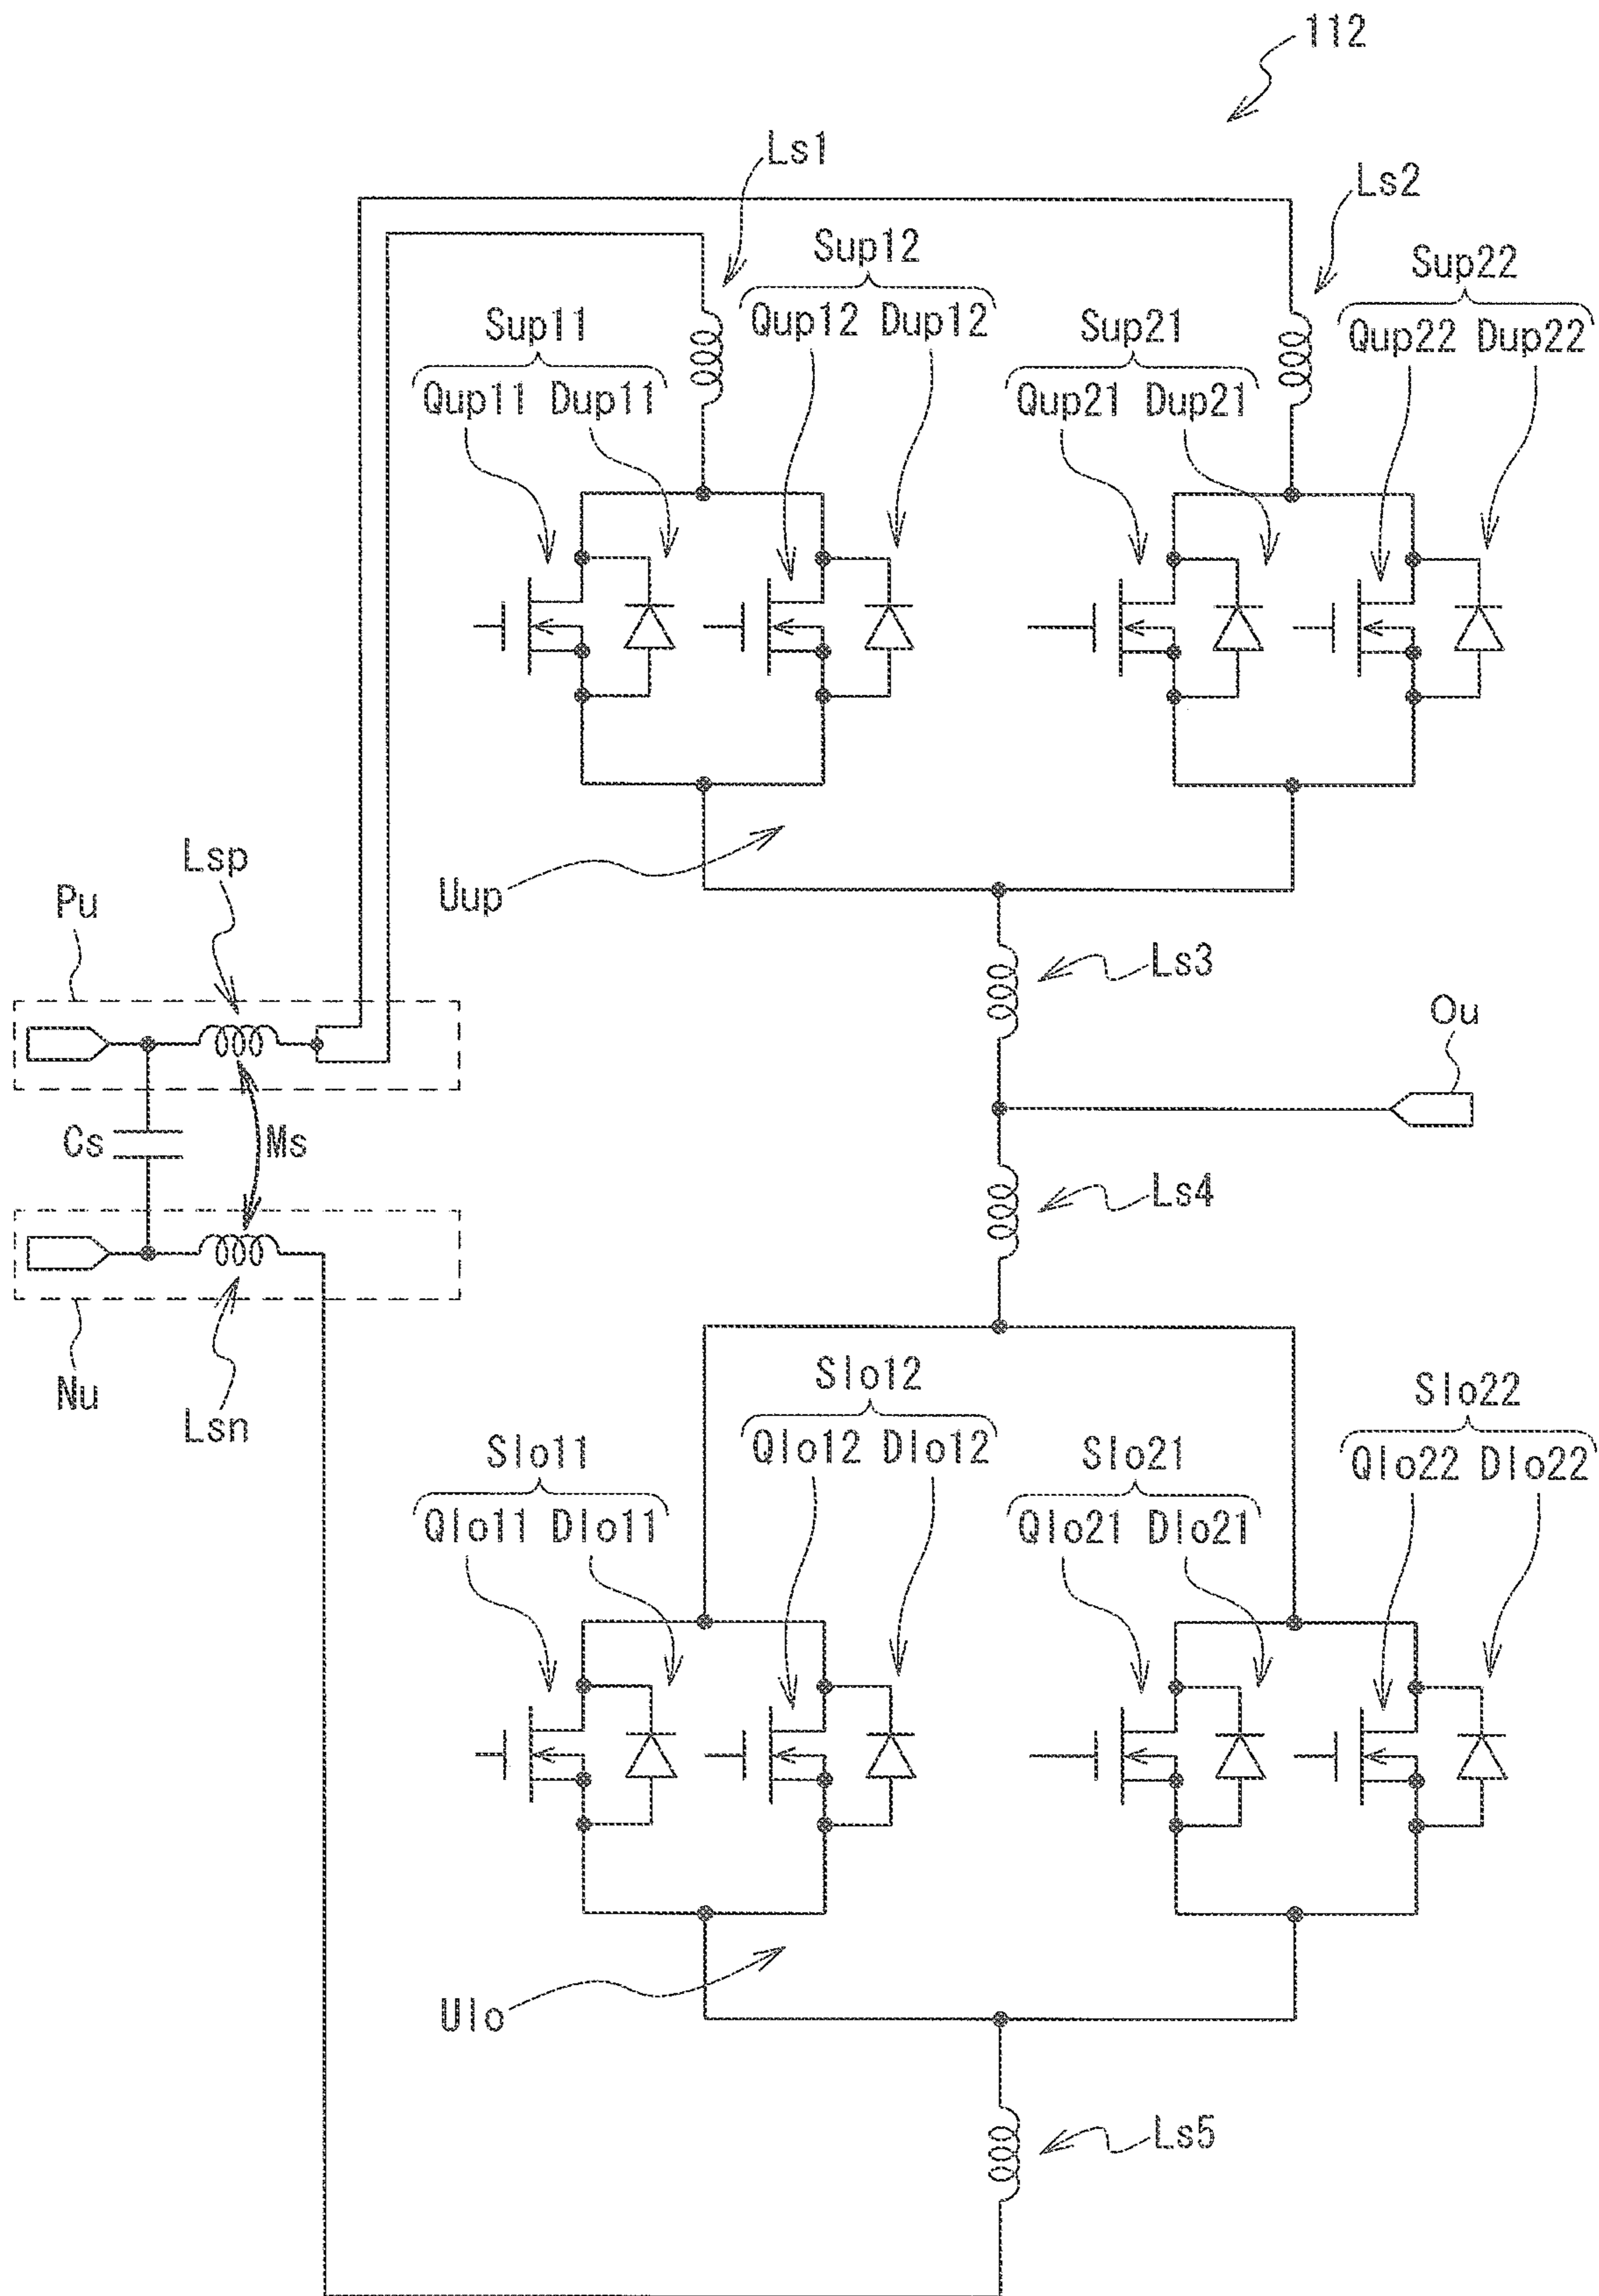 112
Ls1
Ls2
Sup12
Sup22
Qup12 Dup12
Qup22 Dup22
Sup11
Sup21
Qup11 Dup11
Qup21 Dup21
Uup
Lsp
Pu
Ls3
Ou
Cs
Ms
Ls4
Nu
Lsn
Slo12
Slo22
Qlo12 Dlo12
Qlo22 Dlo22
Slo11
Slo21
Qlo11 Dlo11
Qlo21 Dlo21
Ulo
Ls5